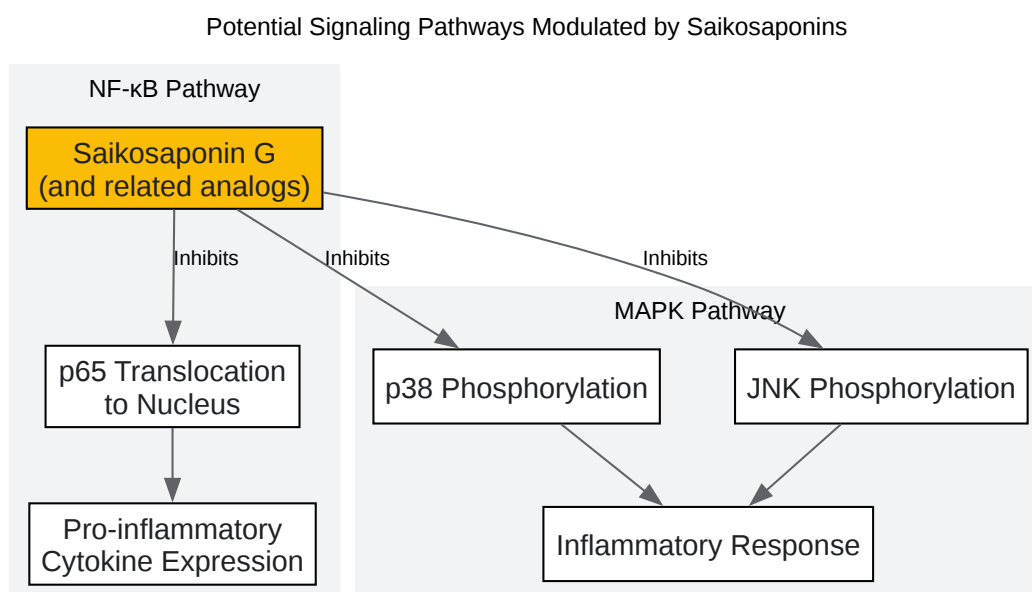 Potential Signaling Pathways Modulated by Saikosaponins
NF-κB Pathway
Saikosaponin G
(and related analogs)
Inhibits
Inhibits
Inhibits
MAPK Pathway
p65 Translocation
to Nucleus
p38 Phosphorylation
JNK Phosphorylation
Pro-inflammatory
Cytokine Expression
Inflammatory Response